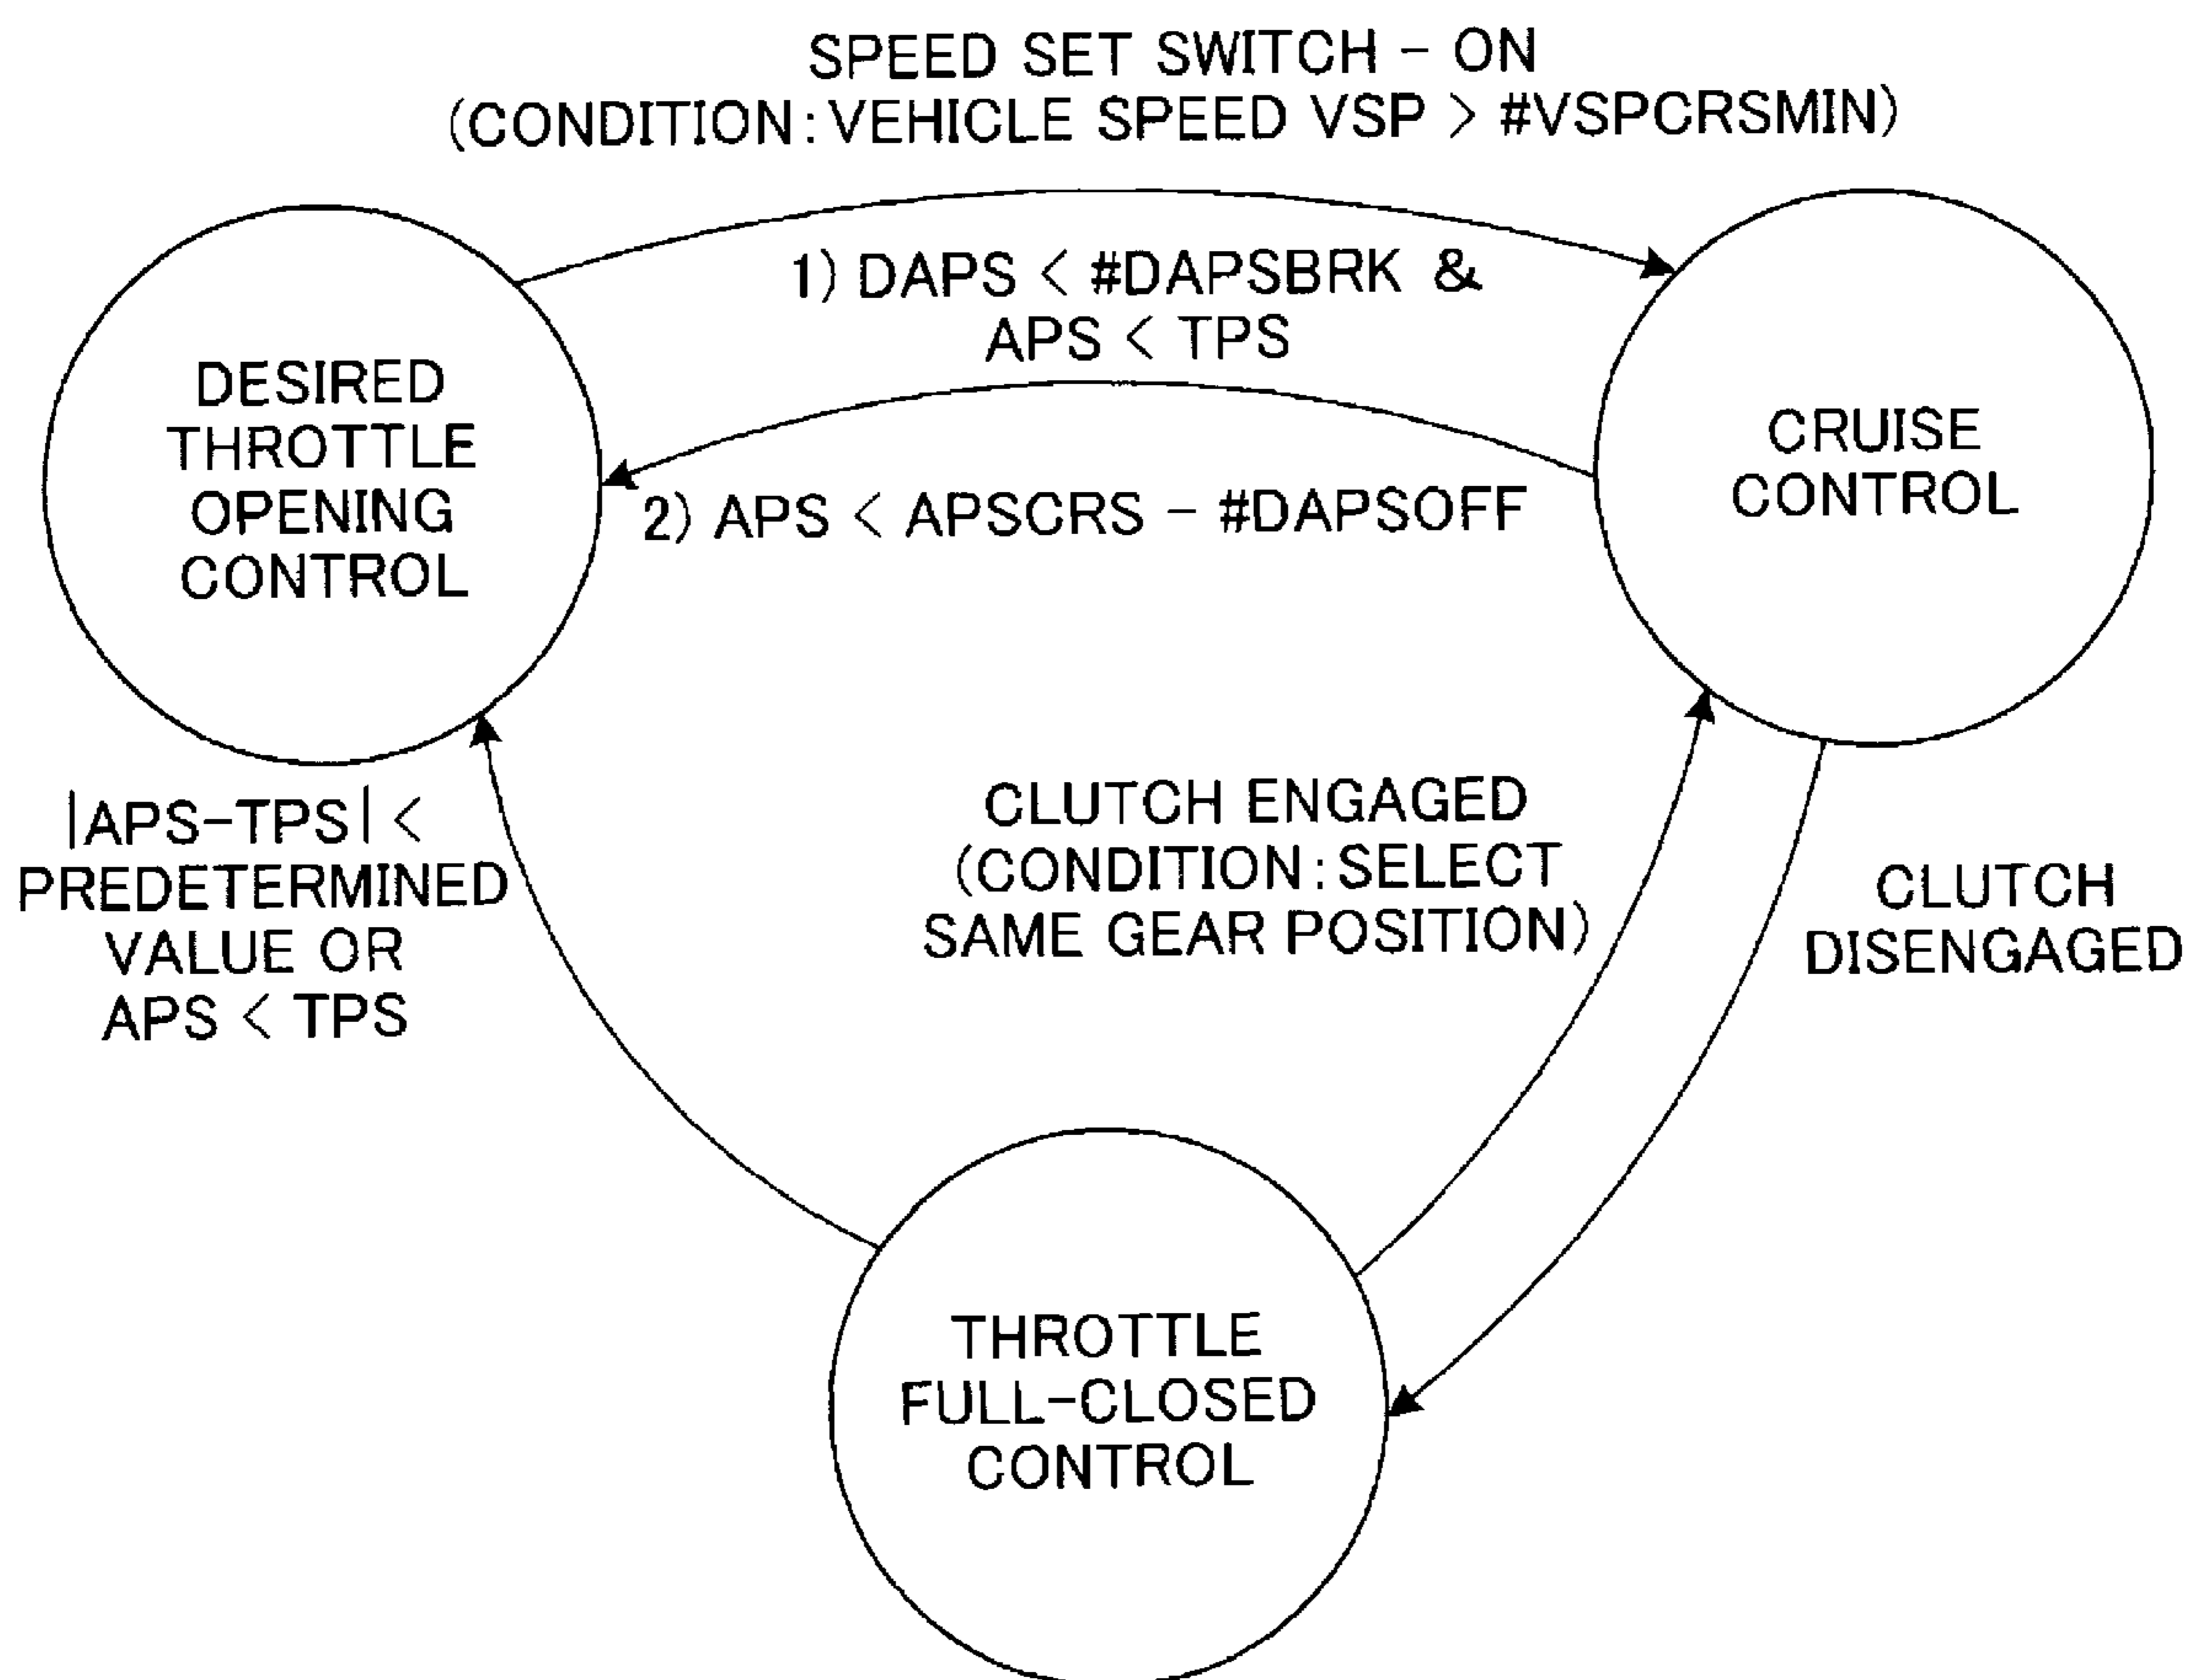 SPEED SET SWITCH - ON
(CONDITION:VEHICLE SPEED VSP > #VSPCRSMIN)
1) DAPS < #DAPSBRK &
APS < TPS
2) APS < APSCRS - #DAPSOFF
DESIRED
THROTTLE
OPENING
CONTROL
CRUISE
CONTROL
|APS-TPS| <
PREDETERMINED
VALUE OR
APS < TPS
CLUTCH ENGAGED
(CONDITION:SELECT
SAME GEAR POSITION)
CLUTCH
DISENGAGED
THROTTLE
FULL-CLOSED
CONTROL